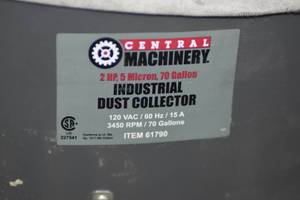 CENTRAL
MACHINERY.
2 HP, 5 Micron, 70 Gallon
INDUSTRIAL
DUST COLLECTOR
120 VAC / 60 Hz / 15 A
3450 RPM / 70 Gallons
ITEM 61790